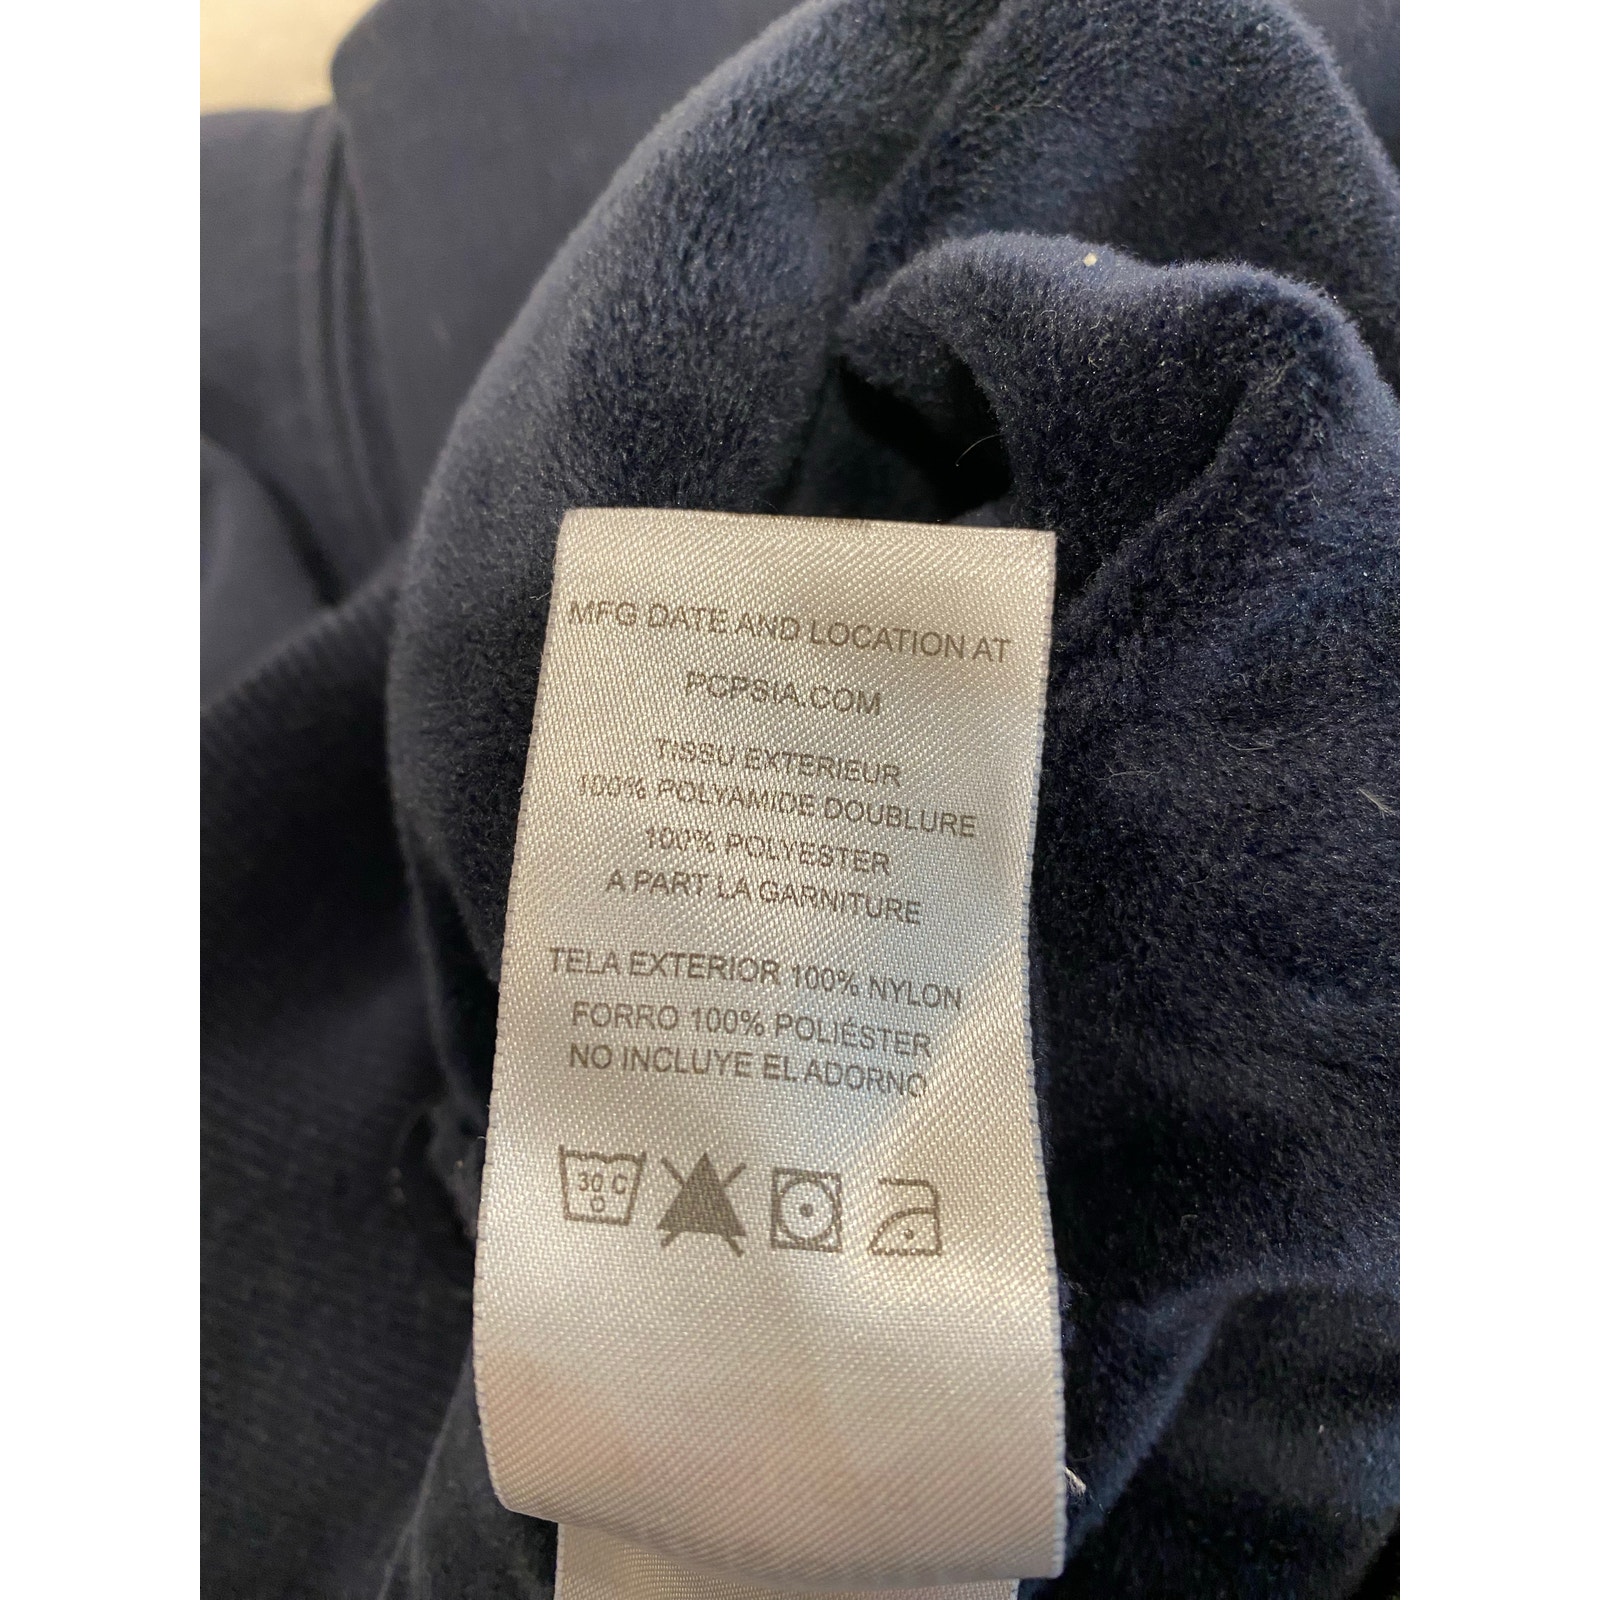 MFG DATE AND LOCATION AT
PCPSIA.COM
TISSU EXTERIEUR
100% POLYAMIDE DOUBLURE
100% POLYESTER
A PART LA GARNITURE
TELA EXTERIOR 100% NYLON
FORRO 100% POLIÉSTER
NO INCLUYE EL ADORNO
30 C